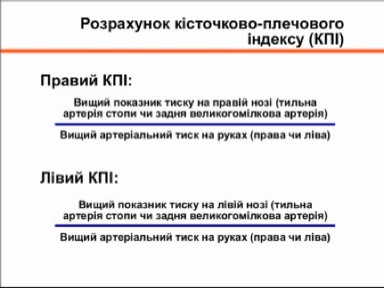 Розрахунок кісточково-плечового
індексу (КПІ)
Правий КПІ:
Вищий показник тиску на правій нозі (тильна
артерія стопи чи задня великогомілкова артерія)
Вищий артеріальний тиск на руках (права чи ліва)
Лівий КПІ:
Вищий показник тиску на лівій нозі (тильна
артерія стопи чи задня великогомілкова артерія)
Вищий артеріальний тиск на руках (права чи ліва)